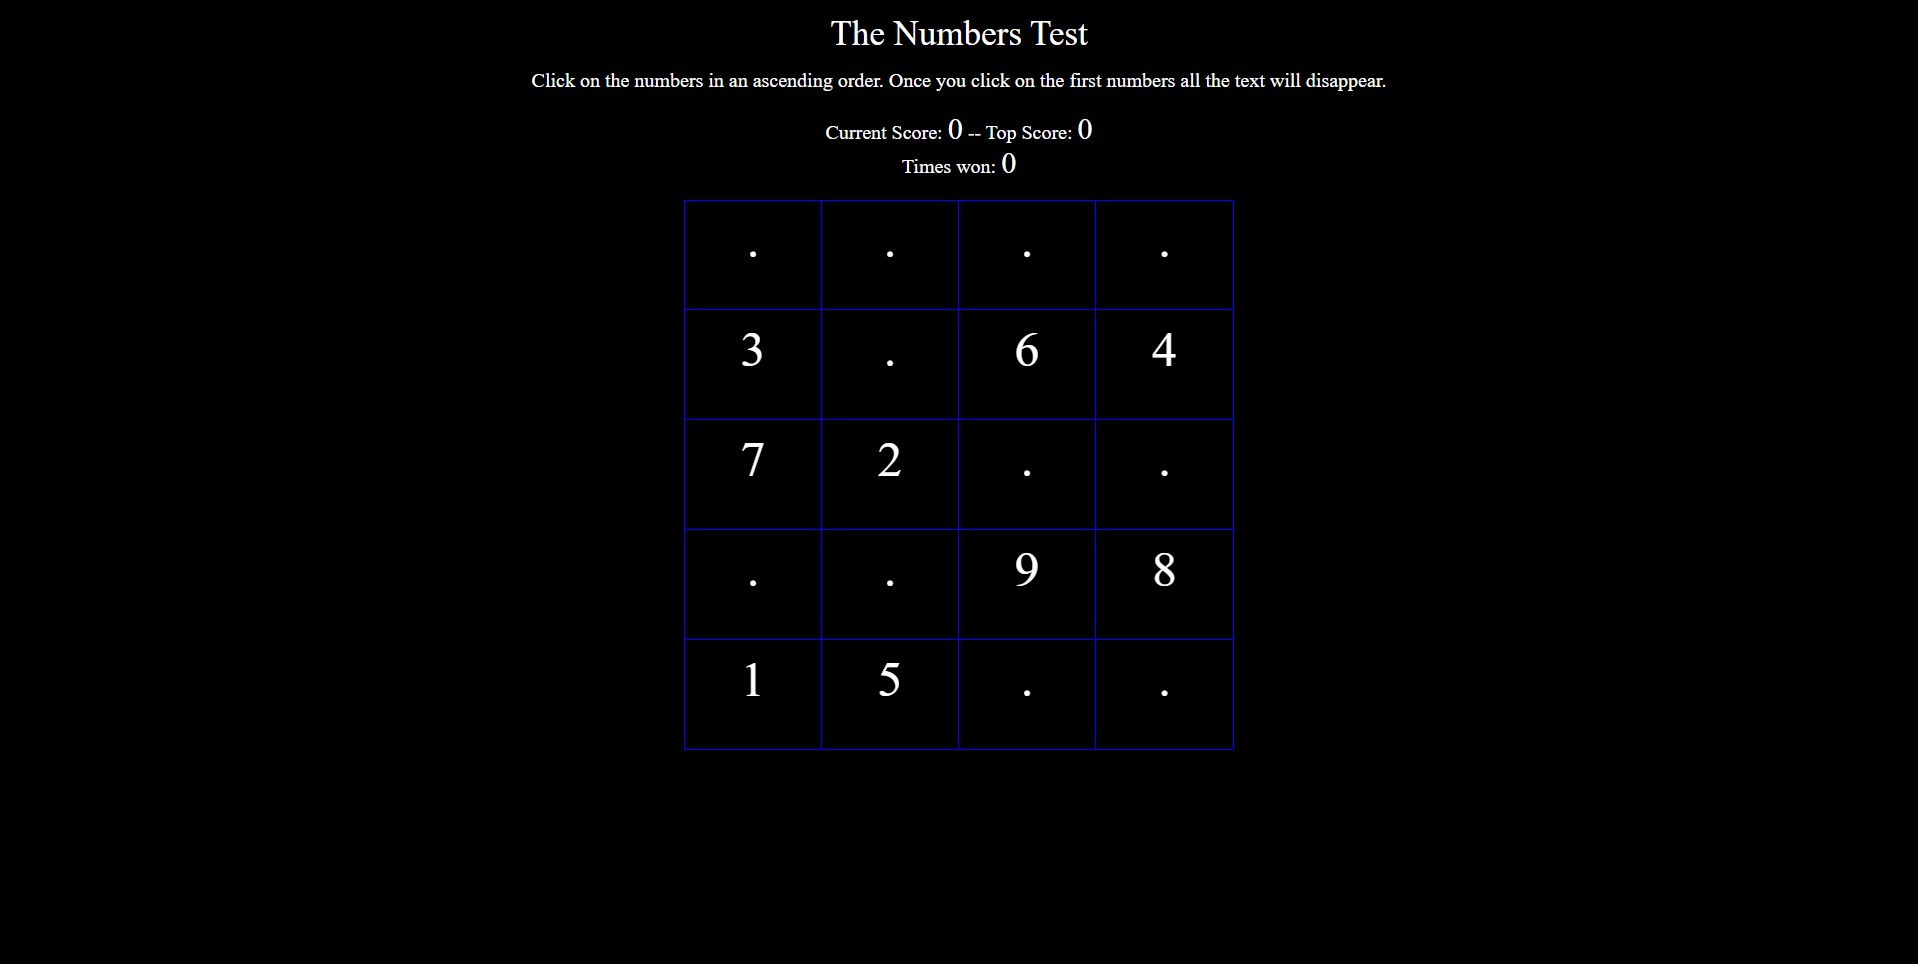 The Numbers Test
Click on the numbers in an ascending order. Once you click on the first numbers all the text will disappear.
Current Score: 0 -- Top Score: 0
Times won: 0
. . . .
3 . 6 4
7 2 . .
. . 9 8
1 5 . .